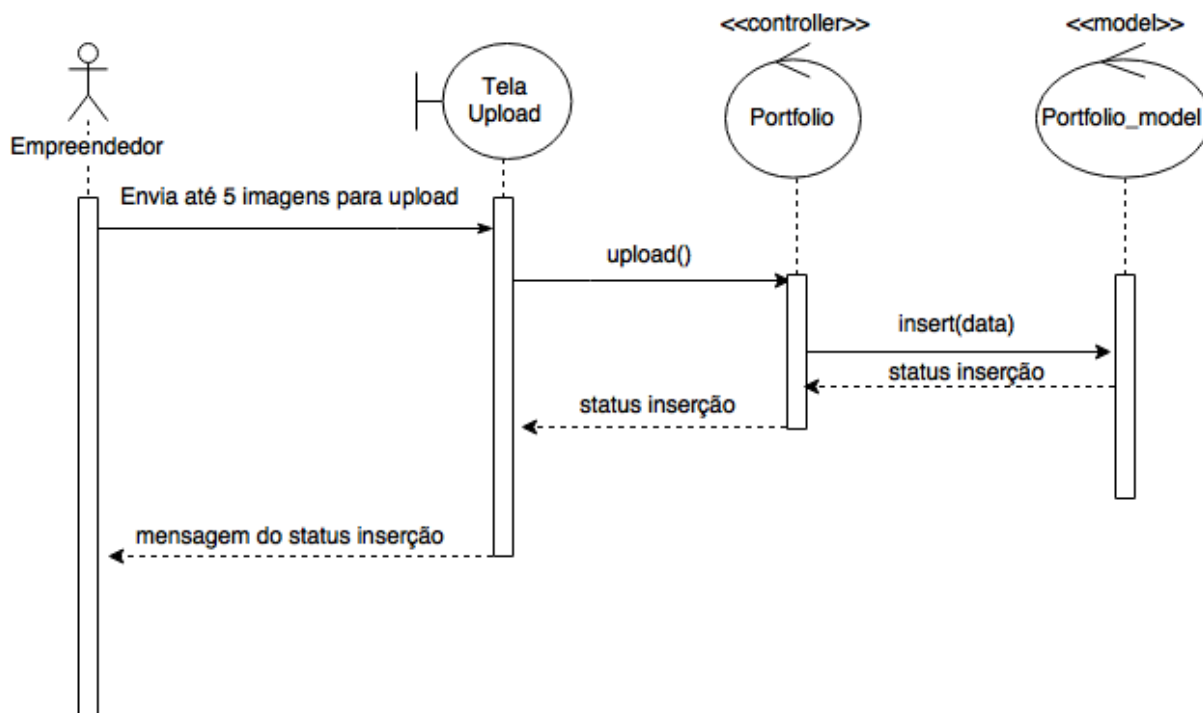 <<controller>>
<<model>>
Tela
Upload
Portfolio
Portfolio_model
Empreendedor
Envia até 5 imagens para upload
upload()
insert(data)
status inserção
status inserção
mensagem do status inserção